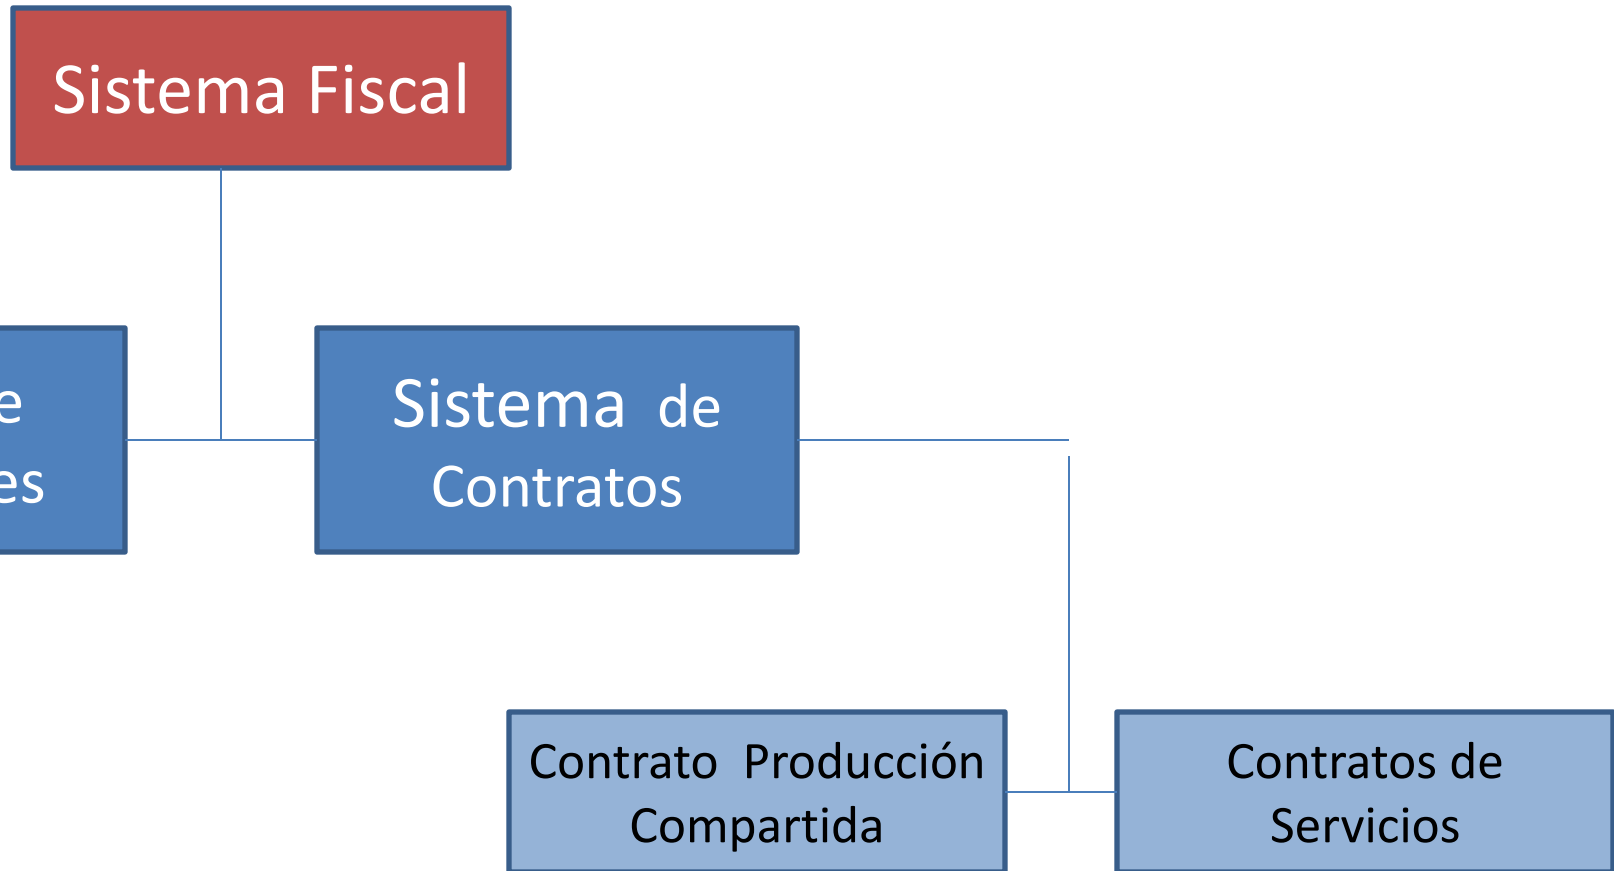 Sistema Fiscal
Sistema de
Contratos
Contrato Producción
Compartida
Contratos de
Servicios